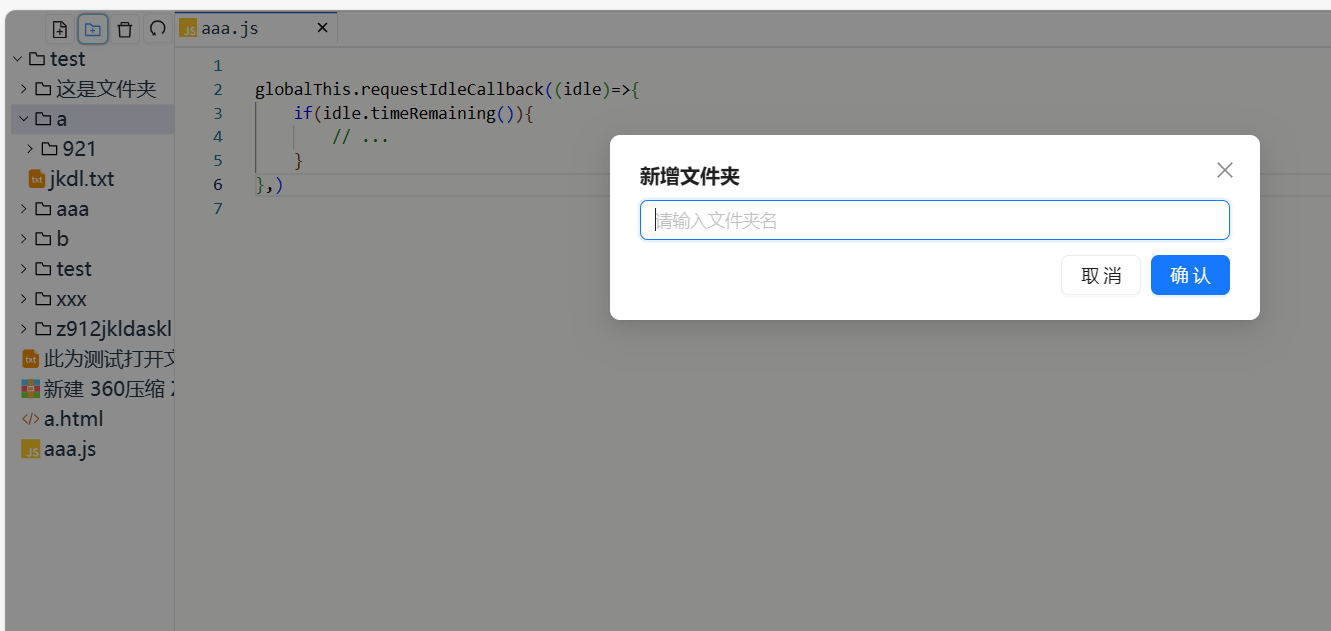 aaa.js
test
这是文件夹
a
921
jkdl.txt
aaa
b
test
xxx
z912jkldaskl
此为测试打开文
新建 360压缩 Z
a.html
aaa.js
1
2 globalThis.requestIdleCallback((idle)=>{
3 if(idle.timeRemaining()){
4 // ...
5 }
6 },)
7
新增文件夹
请输入文件夹名
取消
确认